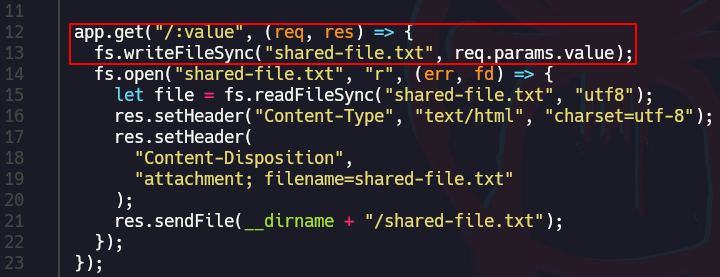 11
12 app.get("/:value", (req, res) => {
13 fs.writeFileSync("shared-file.txt", req.params.value);
14 fs.open("shared-file.txt", "r", (err, fd) => {
15 let file = fs.readFileSync("shared-file.txt", "utf8");
16 res.setHeader("Content-Type", "text/html", "charset=utf-8");
17 res.setHeader(
18 "Content-Disposition",
19 "attachment; filename=shared-file.txt"
20 );
21 res.sendFile(__dirname + "/shared-file.txt");
22 });
23 });